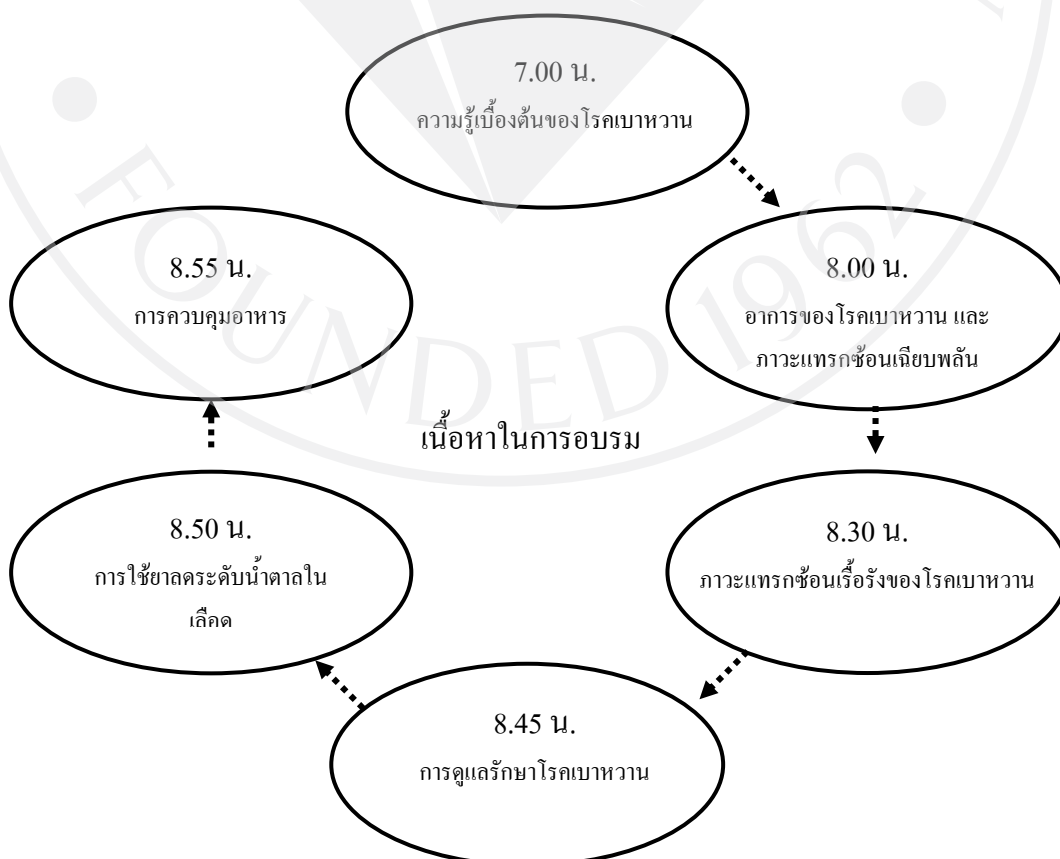 7.00 น.
ความรู้เบื้องต้นของโรคเบาหวาน
8.00 น.
อาการของโรคเบาหวาน และ
ภาวะแทรกซ้อนเฉียบพลัน
8.30 น.
ภาวะแทรกซ้อนเรื้อรังของโรคเบาหวาน
8.45 น.
การดูแลรักษาโรคเบาหวาน
8.50 น.
การใช้ยาลดระดับน้ำตาลใน
เลือด
8.55 น.
การควบคุมอาหาร
เนื้อหาในการอบรม
FOUNDED 1962